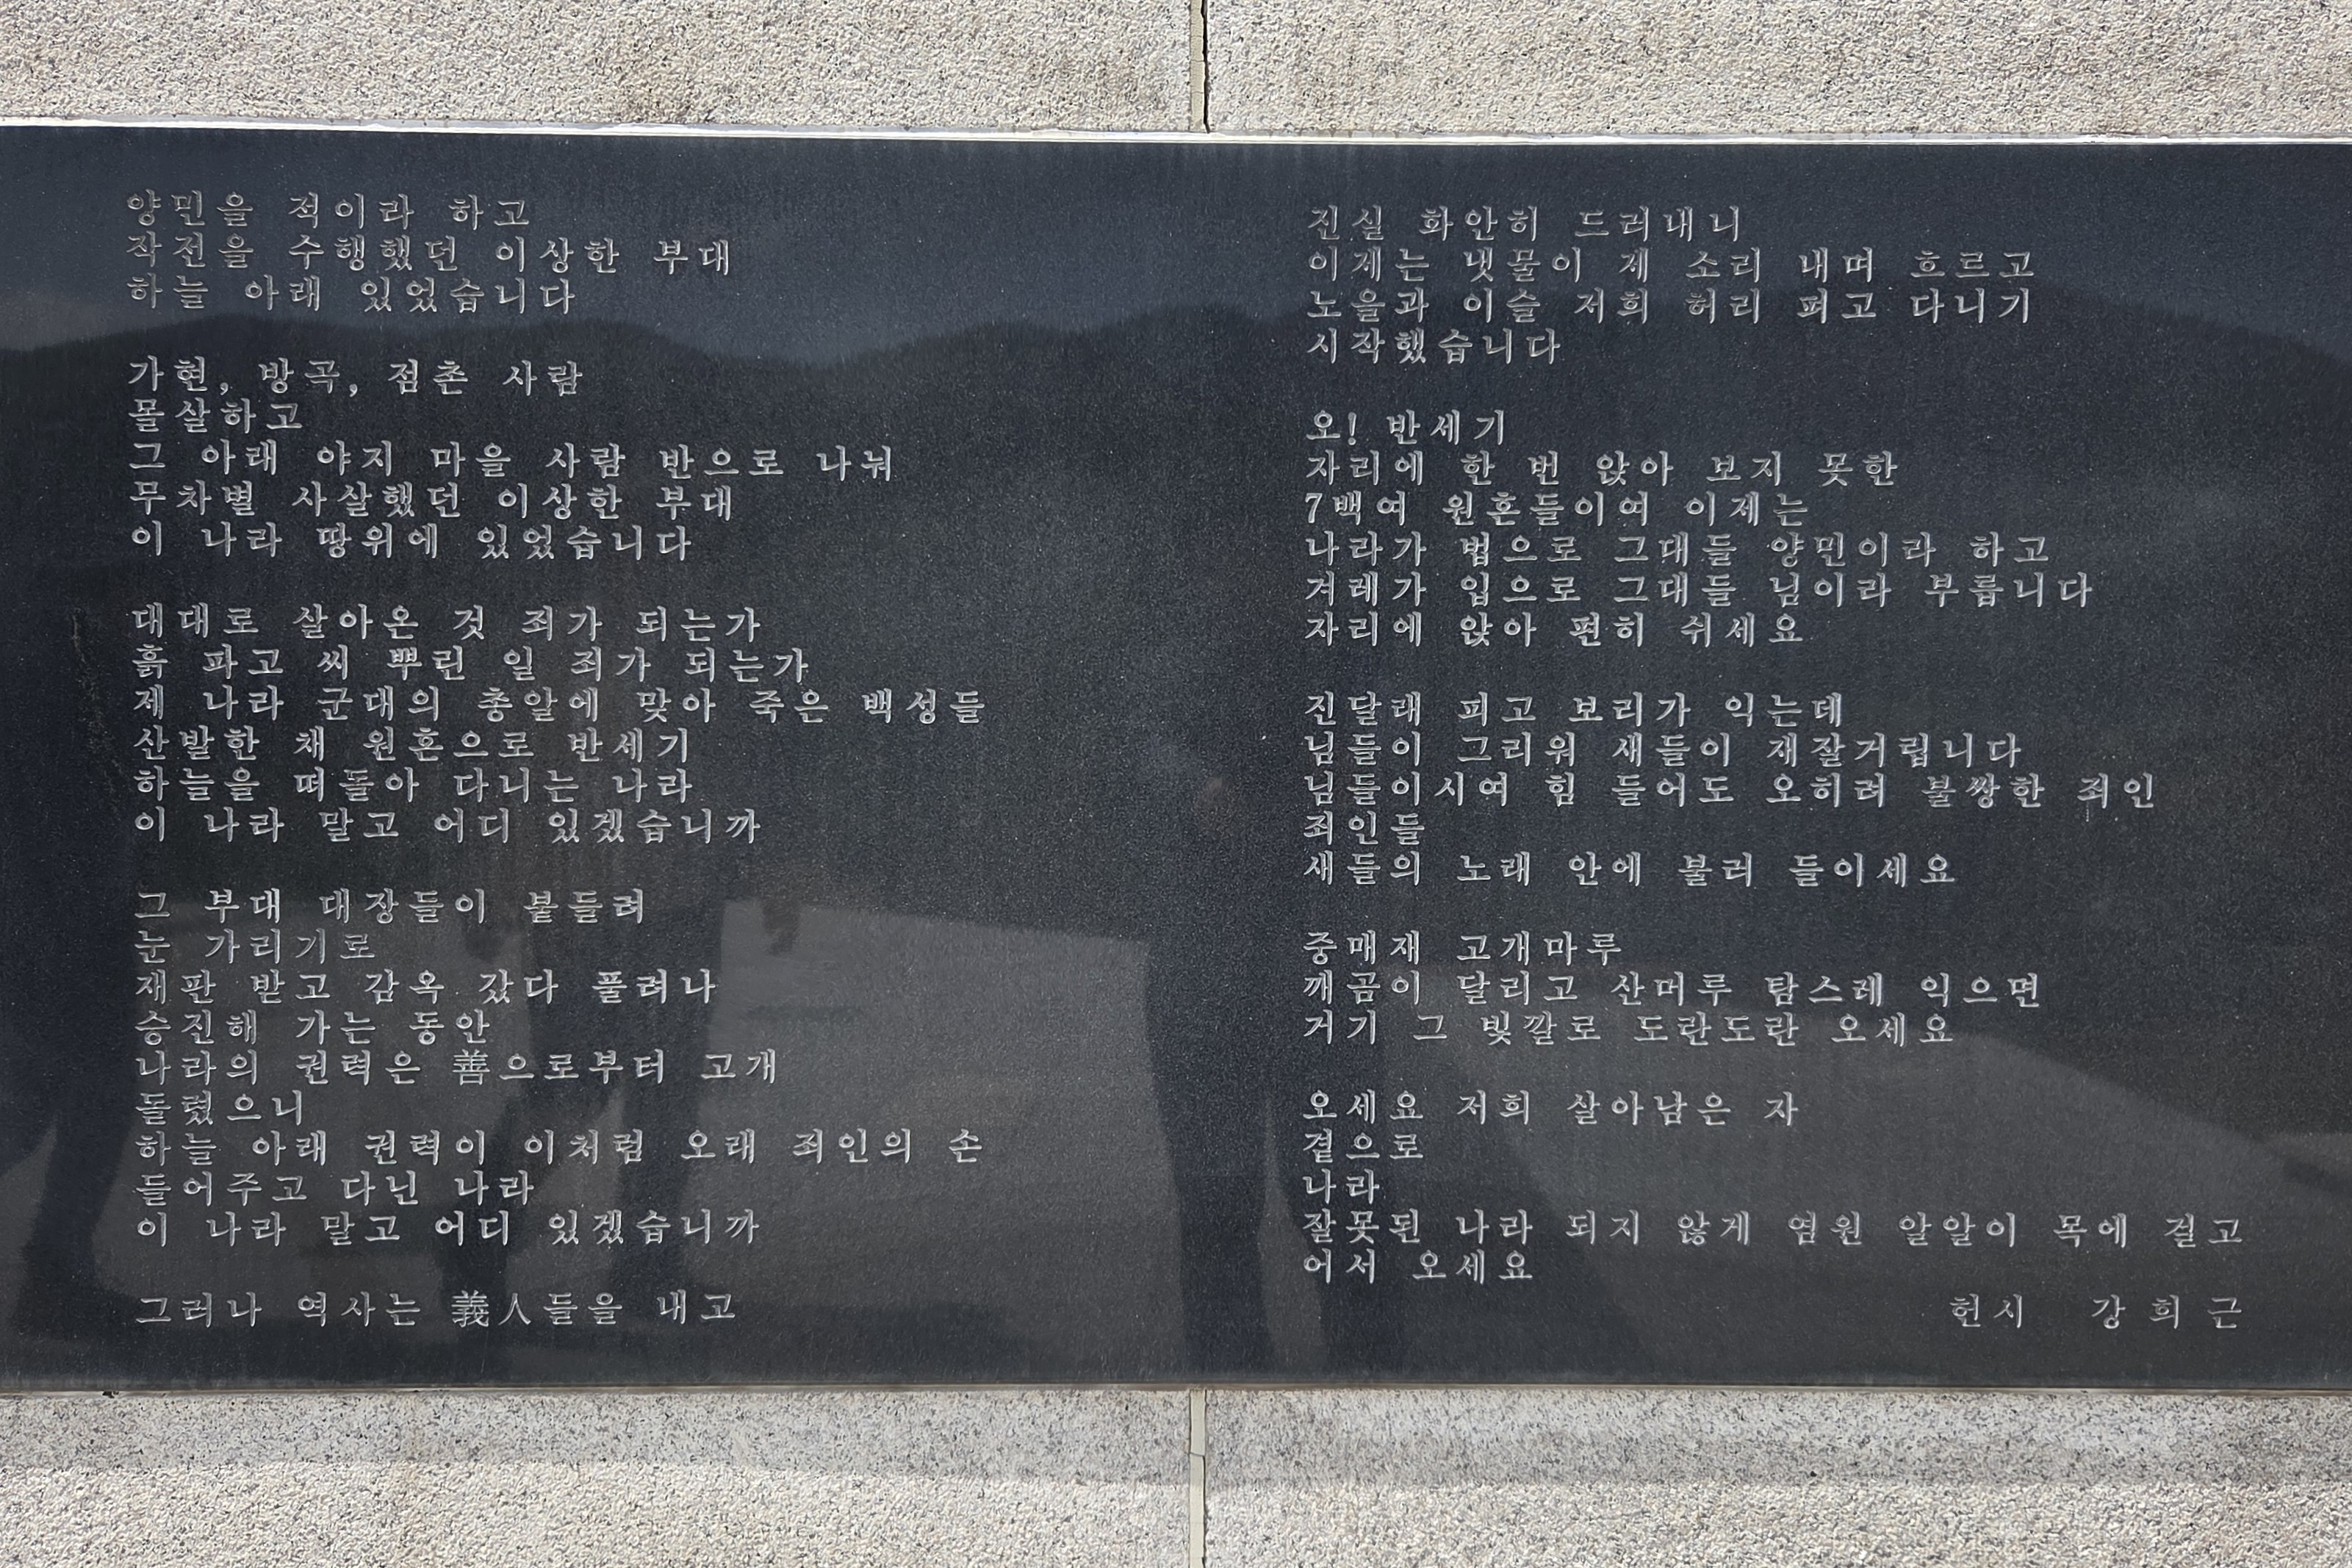 양민을 적이라 하고
작전을 수행했던 이상한 부대
하늘 아래 있었습니다
가현, 방곡, 점촌 사람
몰살하고
그 아래 야지 마을 사람 반으로 나눠
무차별 사살했던 이상한 부대
이 나라 땅위에 있었습니다
대대로 살아온 것 죄가 되는가
흙 파고 씨 뿌린 일 죄가 되는가
제 나라 군대의 총알에 맞아 죽은 백성들
산발한 채 원혼으로 반세기
하늘을 떠돌아 다니는 나라
이 나라 말고 어디 있겠습니까
그 부대 대장들이 붙들려
눈 가리기로
재판 받고 감옥 갔다 풀려나
승진해 가는 동안
나라의 권력은 善으로부터 고개
돌렸으니
하늘 아래 권력이 이처럼 오래 죄인의 손
들어주고 다닌 나라
이 나라 말고 어디 있겠습니까
그러나 역사는 義人들을 내고
진실 화안히 드러내니
이제는 냇물이 제 소리 내며 흐르고
노을과 이슬 저희 허리 펴고 다니기
시작했습니다
오! 반세기
자리에 한 번 앉아 보지 못한
7백여 원혼들이여 이제는
나라가 법으로 그대들 양민이라 하고
겨레가 입으로 그대들 님이라 부릅니다
자리에 앉아 편히 쉬세요
진달래 피고 보리가 익는데
님들이 그리워 새들이 재잘거립니다
님들이시여 힘 들어도 오히려 불쌍한 죄인
죄인들
새들의 노래 안에 불러 들이세요
중매재 고개마루
깨곰이 달리고 산머루 탐스레 익으면
거기 그 빛깔로 도란도란 오세요
오세요 저희 살아남은 자
곁으로
나라
잘못된 나라 되지 않게 염원 알알이 목에 걸고
어서 오세요
헌시 강 희 근